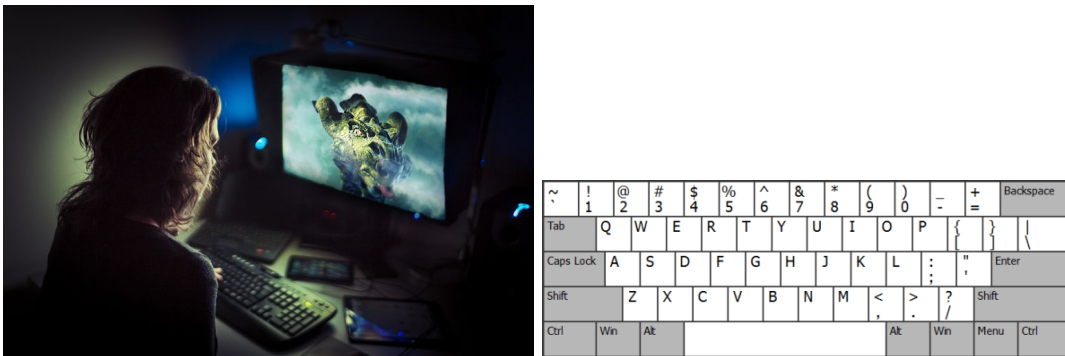 ~ ! @ # $ % ^ & * ( ) _ + Backspace
` 1 2 3 4 5 6 7 8 9 0 - =
Tab Q W E R T Y U I O P { } |
[ ] \
Caps Lock A S D F G H J K L : " Enter
; '
Shift Z X C V B N M < > ? Shift
, . /
Ctrl Win Alt Alt Win Menu Ctrl